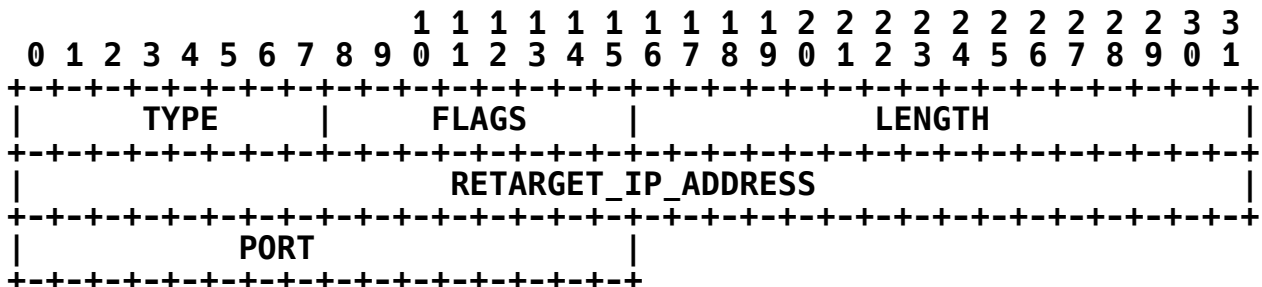 1 1 1 1 1 1 1 1 1 1 2 2 2 2 2 2 2 2 2 2 3 3
 0 1 2 3 4 5 6 7 8 9 0 1 2 3 4 5 6 7 8 9 0 1 2 3 4 5 6 7 8 9 0 1
+-+-+-+-+-+-+-+-+-+-+-+-+-+-+-+-+-+-+-+-+-+-+-+-+-+-+-+-+-+-+-+-+
|      TYPE     |     FLAGS     |            LENGTH             |
+-+-+-+-+-+-+-+-+-+-+-+-+-+-+-+-+-+-+-+-+-+-+-+-+-+-+-+-+-+-+-+-+
|                      RETARGET_IP_ADDRESS                      |
+-+-+-+-+-+-+-+-+-+-+-+-+-+-+-+-+-+-+-+-+-+-+-+-+-+-+-+-+-+-+-+-+
|           PORT                |
+-+-+-+-+-+-+-+-+-+-+-+-+-+-+-+-+